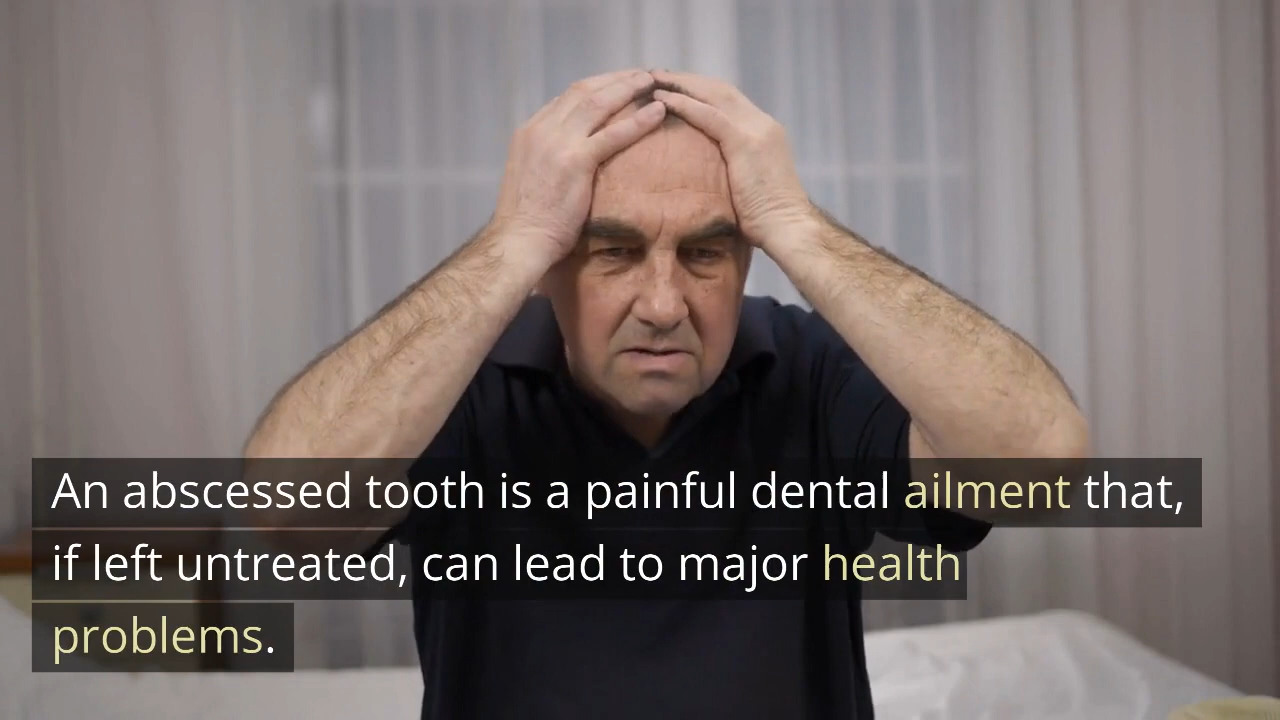 An abscessed tooth is a painful dental ailment that,
if left untreated, can lead to major health
problems.